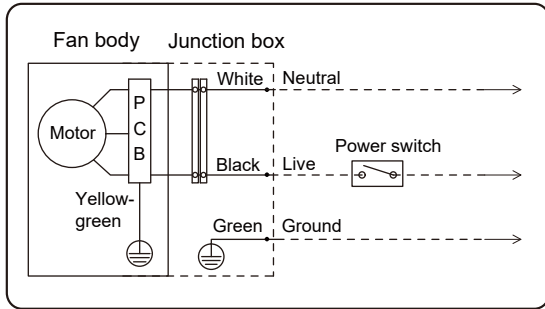 Fan body
Junction box
White
Neutral
P
C
B
Motor
Power switch
Black
Live
Yellow-
green
Green
Ground